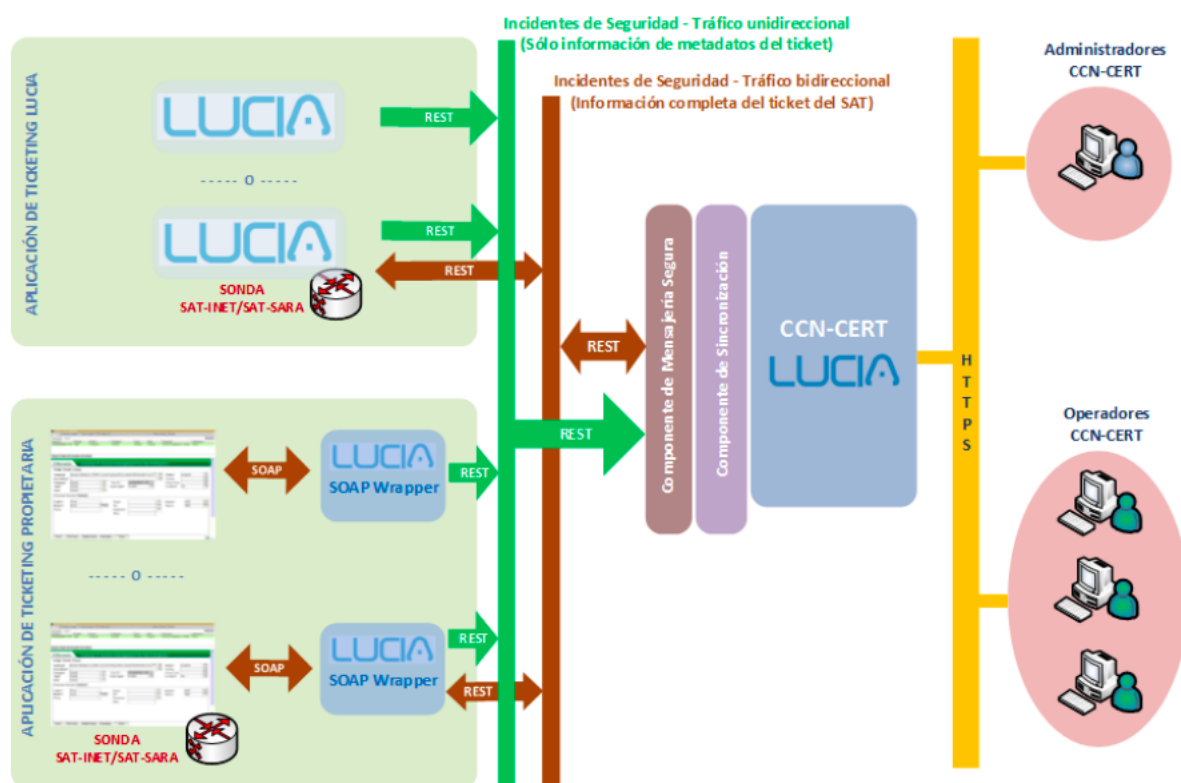 Incidentes de Seguridad - Tráfico unidireccional
(Sólo información de metadatos del ticket)
Incidentes de Seguridad - Tráfico bidireccional
(Información completa del ticket del SAT)
APLICACIÓN DE TICKETING LUCIA
LUCIA
REST
----- O -----
LUCIA
REST
REST
SONDA
SAT-INET/SAT-SARA
APLICACIÓN DE TICKETING PROPIETARIA
SOAP
LUCIA
SOAP Wrapper
REST
----- O -----
SOAP
LUCIA
SOAP Wrapper
REST
REST
SONDA
SAT-INET/SAT-SARA
REST
REST
Componente de Mensajería Segura
Componente de Sincronización
CCN-CERT
LUCIA
HTTPS
Administradores
CCN-CERT
Operadores
CCN-CERT